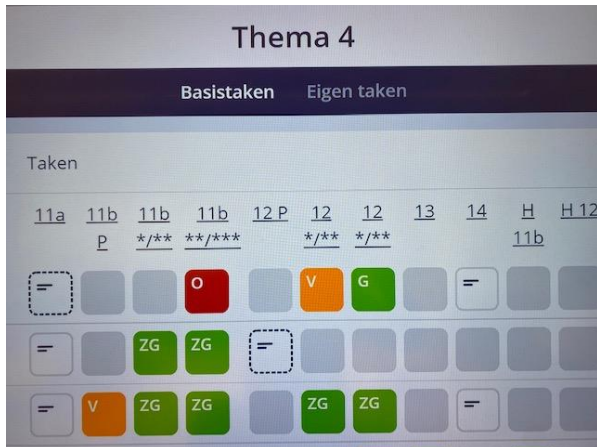 Thema 4
Basistaken Eigen taken
Taken
11a 11b P 11b */** 11b **/*** 12 P 12 */** 12 */** 13 14 H 11b H 12
O V G
ZG ZG
V ZG ZG ZG ZG